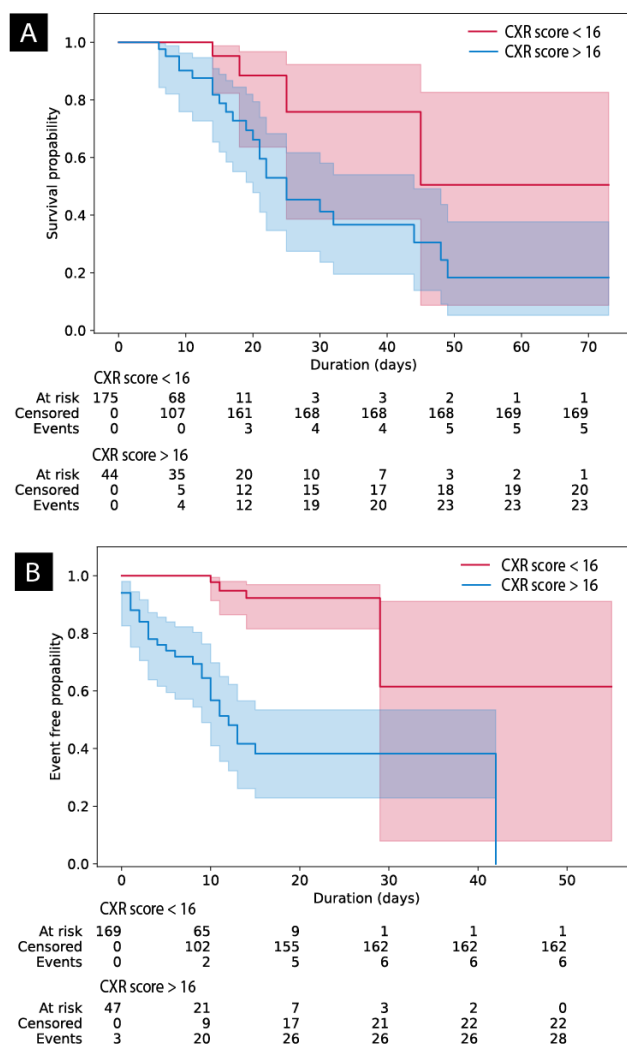 A
CXR score < 16
CXR score > 16
Survival propability
1.0
0.8
0.6
0.4
0.2
0.0
0 10 20 30 40 50 60 70
Duration (days)
CXR score < 16
At risk 175 68 11 3 3 2 1 1
Censored 0 107 161 168 168 168 169 169
Events 0 0 3 4 4 5 5 5
CXR score > 16
At risk 44 35 20 10 7 3 2 1
Censored 0 5 12 15 17 18 19 20
Events 0 4 12 19 20 23 23 23
B
CXR score < 16
CXR score > 16
Event free propability
1.0
0.8
0.6
0.4
0.2
0.0
0 10 20 30 40 50
Duration (days)
CXR score < 16
At risk 169 65 9 1 1 1
Censored 0 102 155 162 162 162
Events 0 2 5 6 6 6
CXR score > 16
At risk 47 21 7 3 2 0
Censored 0 9 17 21 22 22
Events 3 20 26 26 26 28